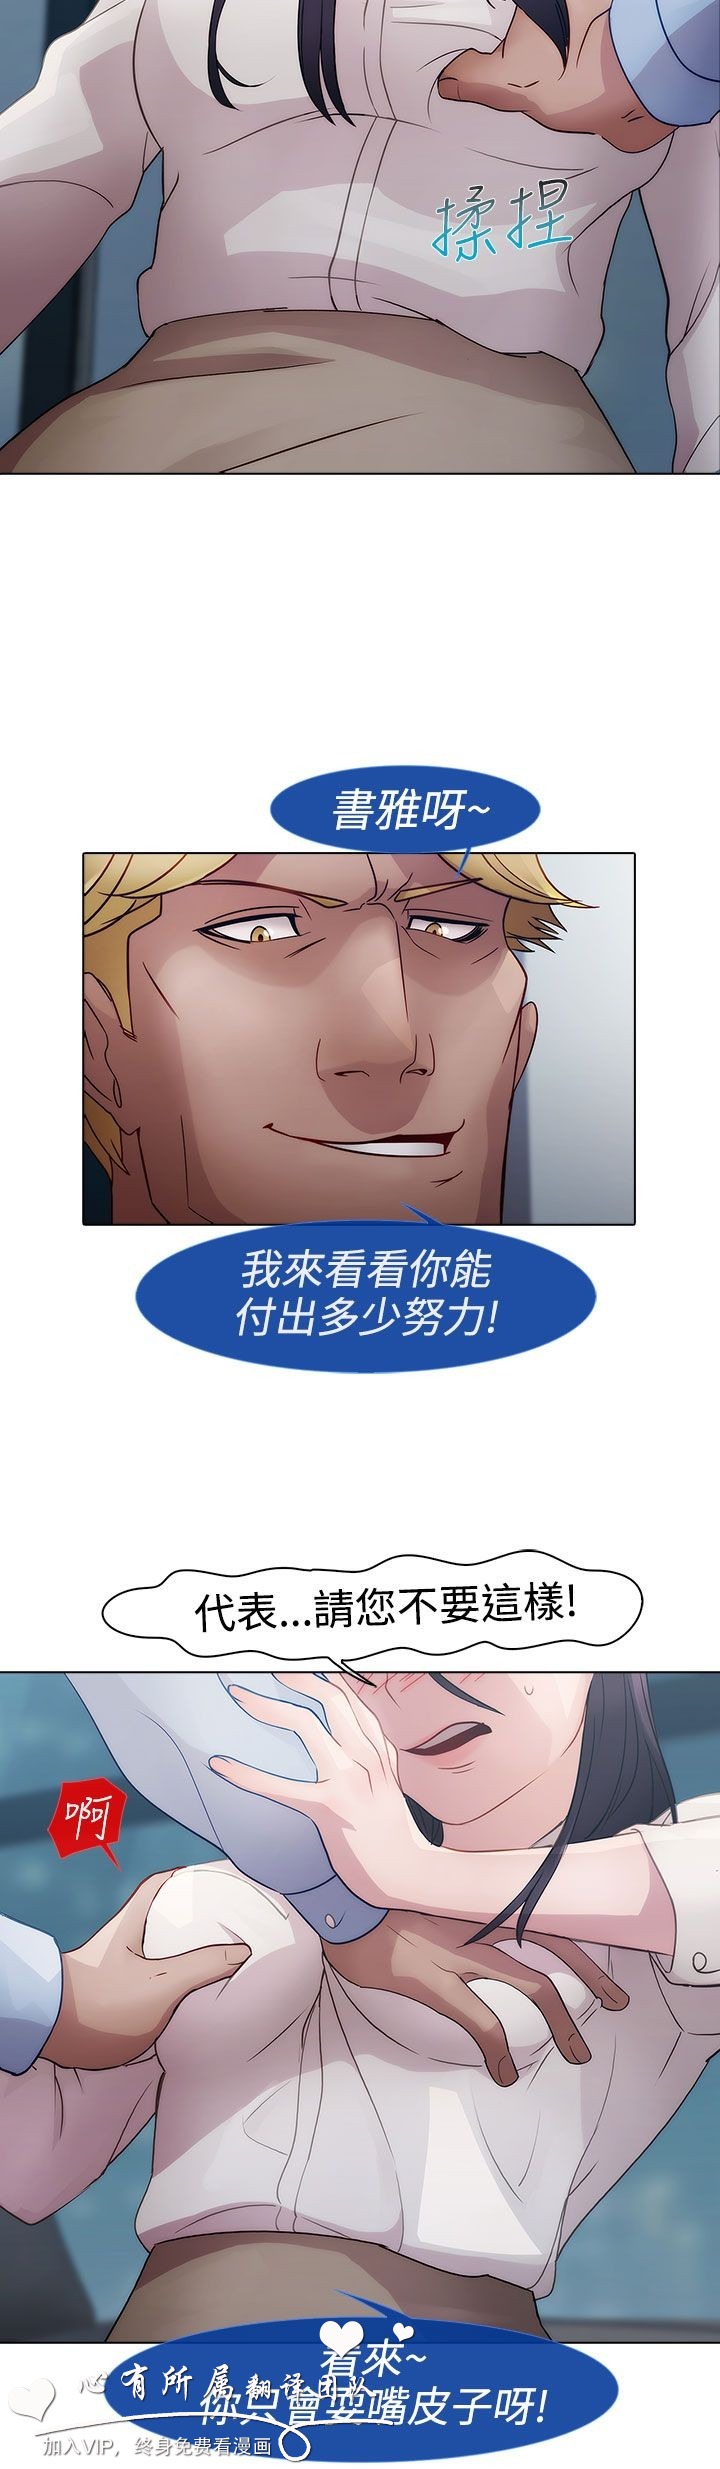 揉捏
書雅呀~
我來看看你能
付出多少努力!
代表...請您不要這樣!
啊
看來~
你只會耍嘴皮子呀!
心有所属翻译团队
加入VIP，终身免费看漫画